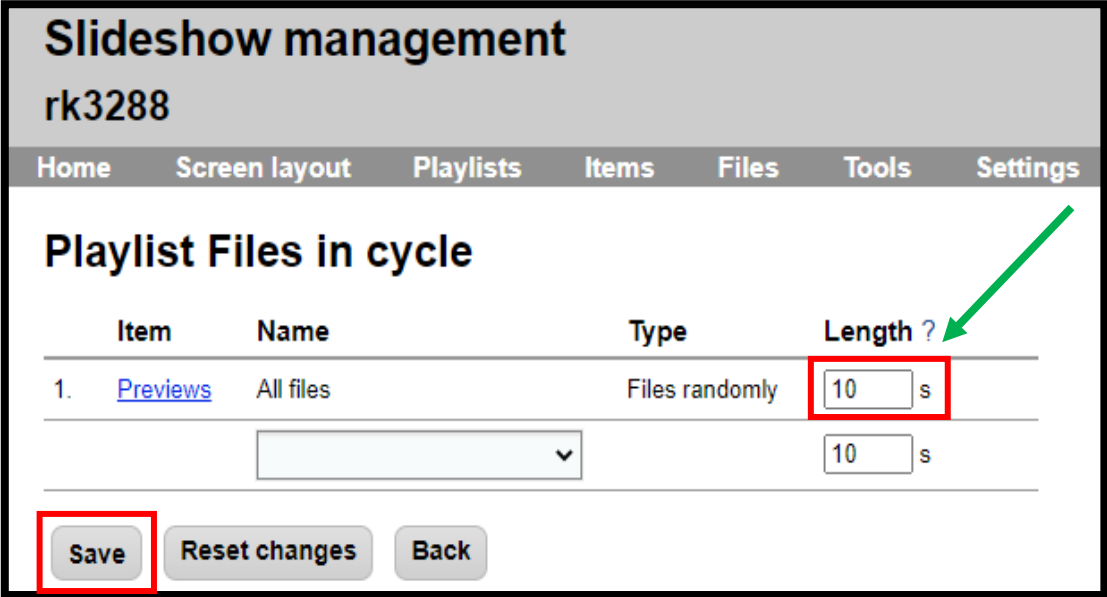 Slideshow management
rk3288
Home Screen layout Playlists Items Files Tools Settings
Playlist Files in cycle
Item Name Type Length ?
1. Previews All files Files randomly 10 s
10 s
Save Reset changes Back